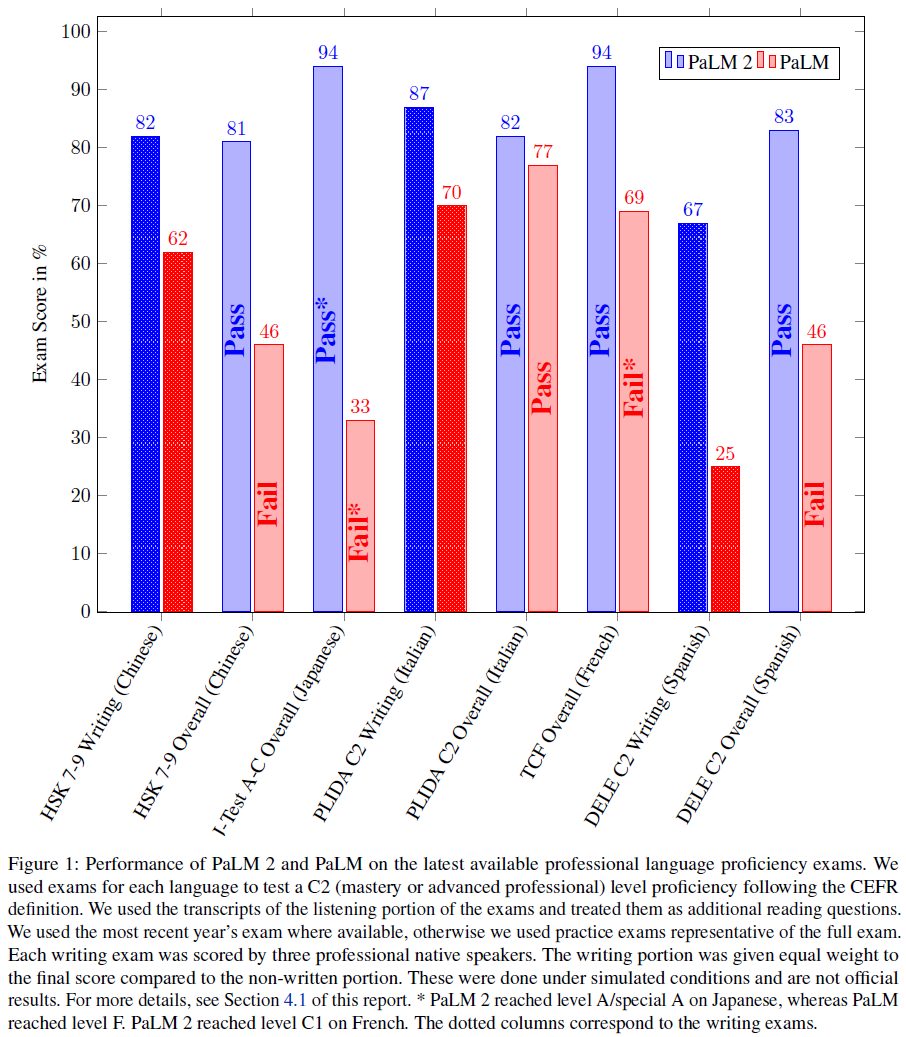 100
90
80
70
60
50
40
30
20
10
0
Exam Score in %
PaLM 2 PaLM
82
62
81
46
94
33
87
70
82
77
94
69
67
25
83
46
Pass
Fail
Pass*
Fail*
Pass
Pass
Pass
Fail*
Pass
Fail
HSK 7-9 Writing (Chinese)
HSK 7-9 Overall (Chinese)
J-Test A-C Overall (Japanese)
PLIDA C2 Writing (Italian)
PLIDA C2 Overall (Italian)
TCF Overall (French)
DELE C2 Writing (Spanish)
DELE C2 Overall (Spanish)
Figure 1: Performance of PaLM 2 and PaLM on the latest available professional language proficiency exams. We
used exams for each language to test a C2 (mastery or advanced professional) level proficiency following the CEFR
definition. We used the transcripts of the listening portion of the exams and treated them as additional reading questions.
We used the most recent year's exam where available, otherwise we used practice exams representative of the full exam.
Each writing exam was scored by three professional native speakers. The writing portion was given equal weight to
the final score compared to the non-written portion. These were done under simulated conditions and are not official
results. For more details, see Section 4.1 of this report. * PaLM 2 reached level A/special A on Japanese, whereas PaLM
reached level F. PaLM 2 reached level C1 on French. The dotted columns correspond to the writing exams.